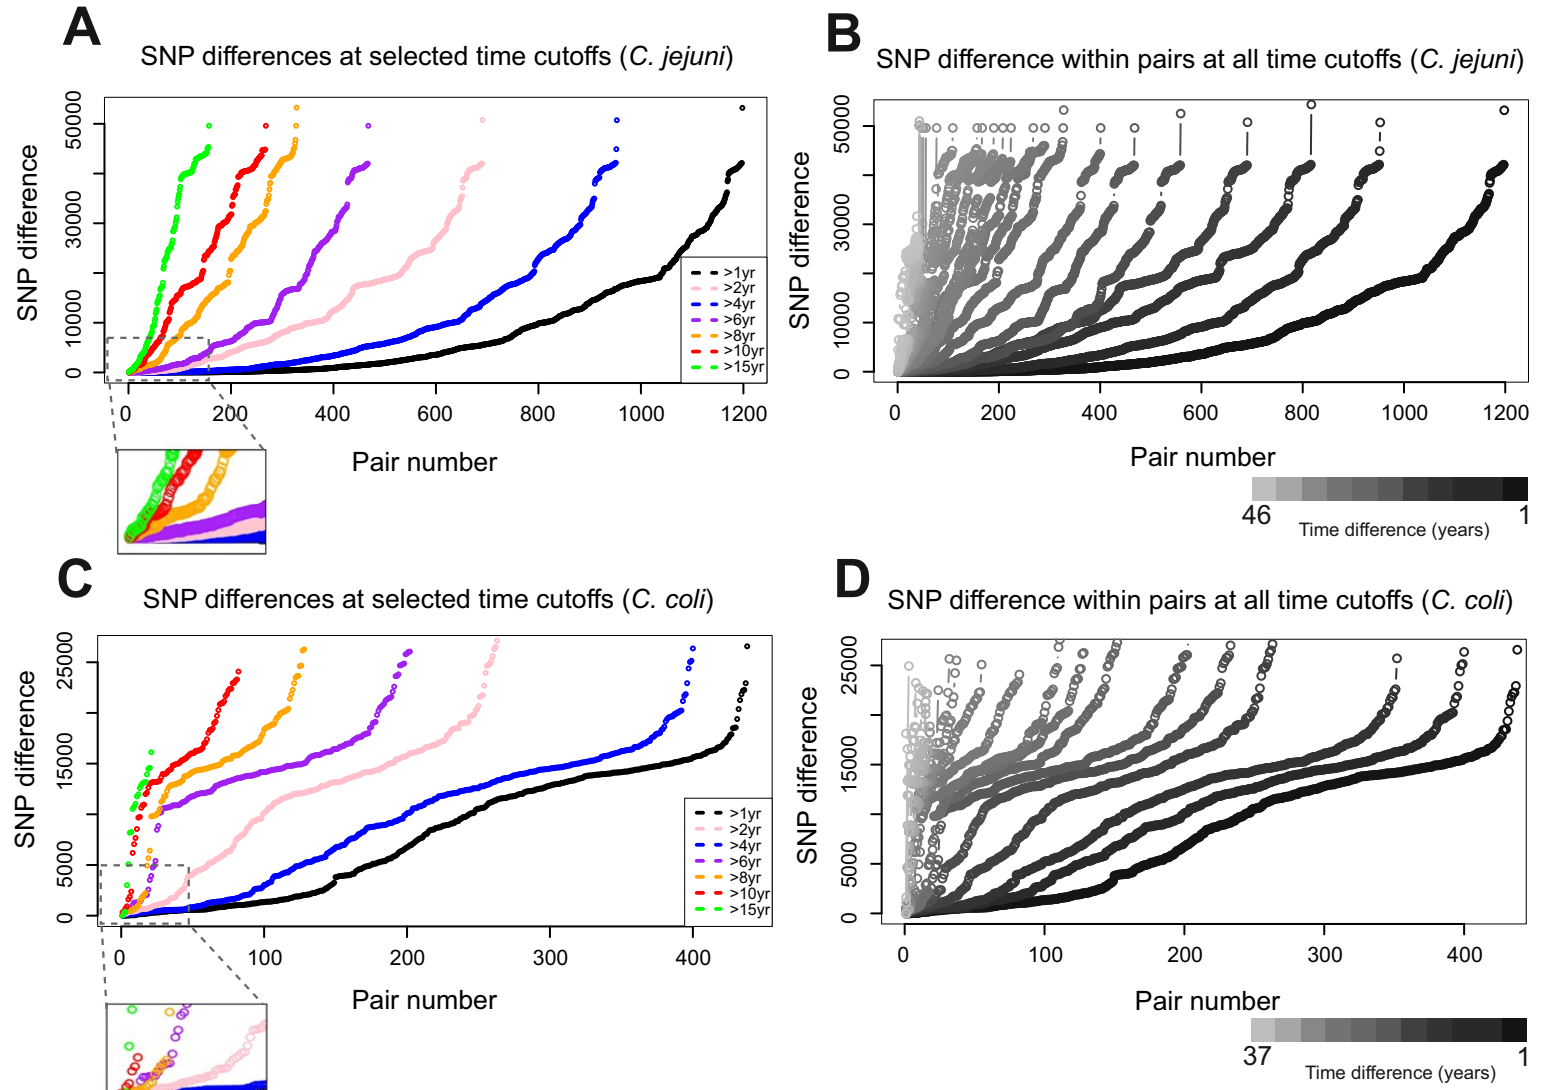 A
SNP differences at selected time cutoffs (C. jejuni)
SNP difference
0
10000
30000
50000
0
200
400
600
800
1000
1200
Pair number
>1yr
>2yr
>4yr
>6yr
>8yr
>10yr
>15yr
B
SNP difference within pairs at all time cutoffs (C. jejuni)
SNP difference
0
10000
30000
50000
0
200
400
600
800
1000
1200
Pair number
46
1
Time difference (years)
C
SNP differences at selected time cutoffs (C. coli)
SNP difference
0
5000
15000
25000
0
100
200
300
400
Pair number
>1yr
>2yr
>4yr
>6yr
>8yr
>10yr
>15yr
D
SNP difference within pairs at all time cutoffs (C. coli)
SNP difference
0
5000
15000
25000
0
100
200
300
400
Pair number
37
1
Time difference (years)